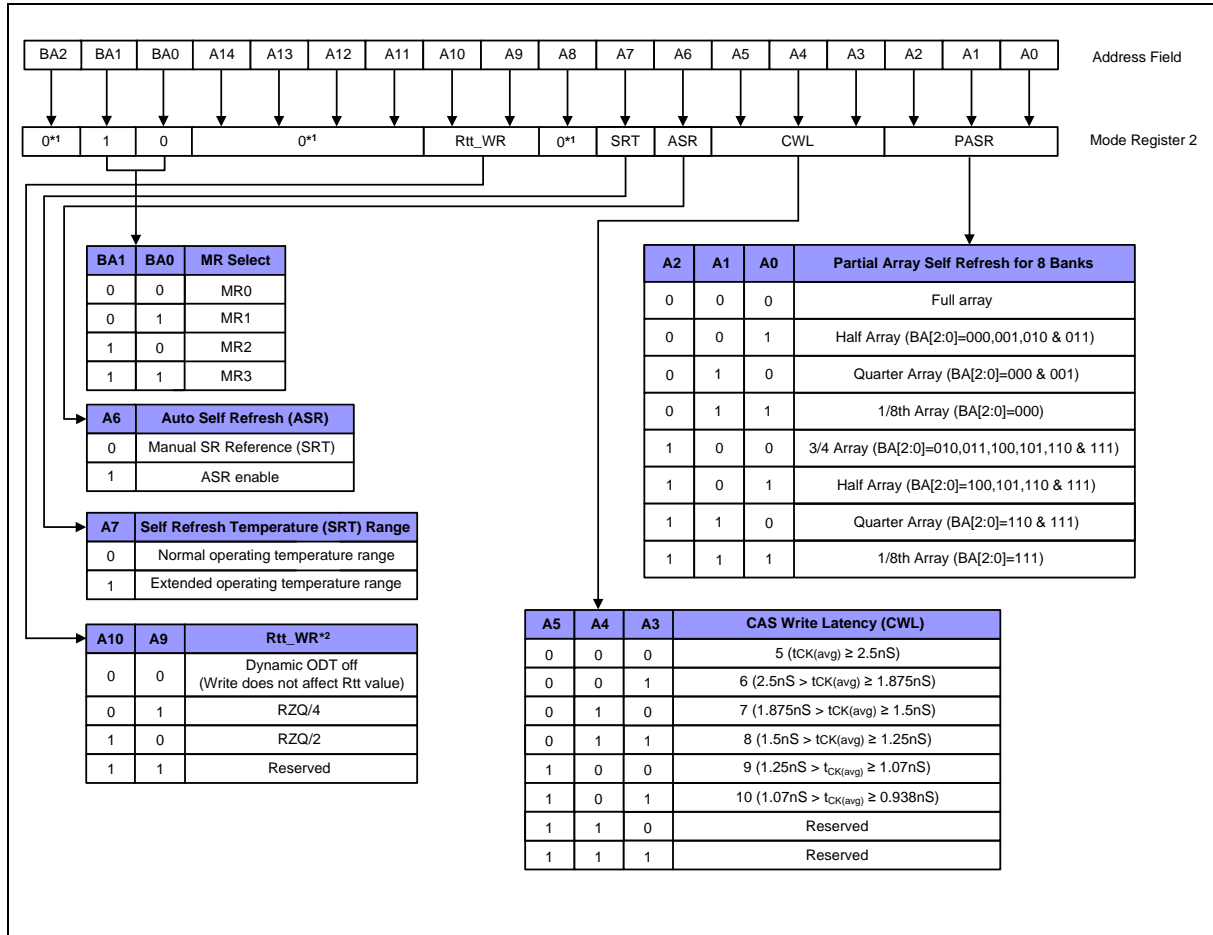 BA2 BA1 BA0 A14 A13 A12 A11 A10 A9 A8 A7 A6 A5 A4 A3 A2 A1 A0 Address Field
0*1 1 0 0*1 Rtt_WR 0*1 SRT ASR CWL PASR Mode Register 2
BA1 BA0 MR Select
0 0 MR0
0 1 MR1
1 0 MR2
1 1 MR3
A6 Auto Self Refresh (ASR)
0 Manual SR Reference (SRT)
1 ASR enable
A7 Self Refresh Temperature (SRT) Range
0 Normal operating temperature range
1 Extended operating temperature range
A10 A9 Rtt_WR*2
0 0 Dynamic ODT off
(Write does not affect Rtt value)
0 1 RZQ/4
1 0 RZQ/2
1 1 Reserved
A2 A1 A0 Partial Array Self Refresh for 8 Banks
0 0 0 Full array
0 0 1 Half Array (BA[2:0]=000,001,010 & 011)
0 1 0 Quarter Array (BA[2:0]=000 & 001)
0 1 1 1/8th Array (BA[2:0]=000)
1 0 0 3/4 Array (BA[2:0]=010,011,100,101,110 & 111)
1 0 1 Half Array (BA[2:0]=100,101,110 & 111)
1 1 0 Quarter Array (BA[2:0]=110 & 111)
1 1 1 1/8th Array (BA[2:0]=111)
A5 A4 A3 CAS Write Latency (CWL)
0 0 0 5 (tCK(avg) ≥ 2.5nS)
0 0 1 6 (2.5nS > tCK(avg) ≥ 1.875nS)
0 1 0 7 (1.875nS > tCK(avg) ≥ 1.5nS)
0 1 1 8 (1.5nS > tCK(avg) ≥ 1.25nS)
1 0 0 9 (1.25nS > tCK(avg) ≥ 1.07nS)
1 0 1 10 (1.07nS > tCK(avg) ≥ 0.938nS)
1 1 0 Reserved
1 1 1 Reserved